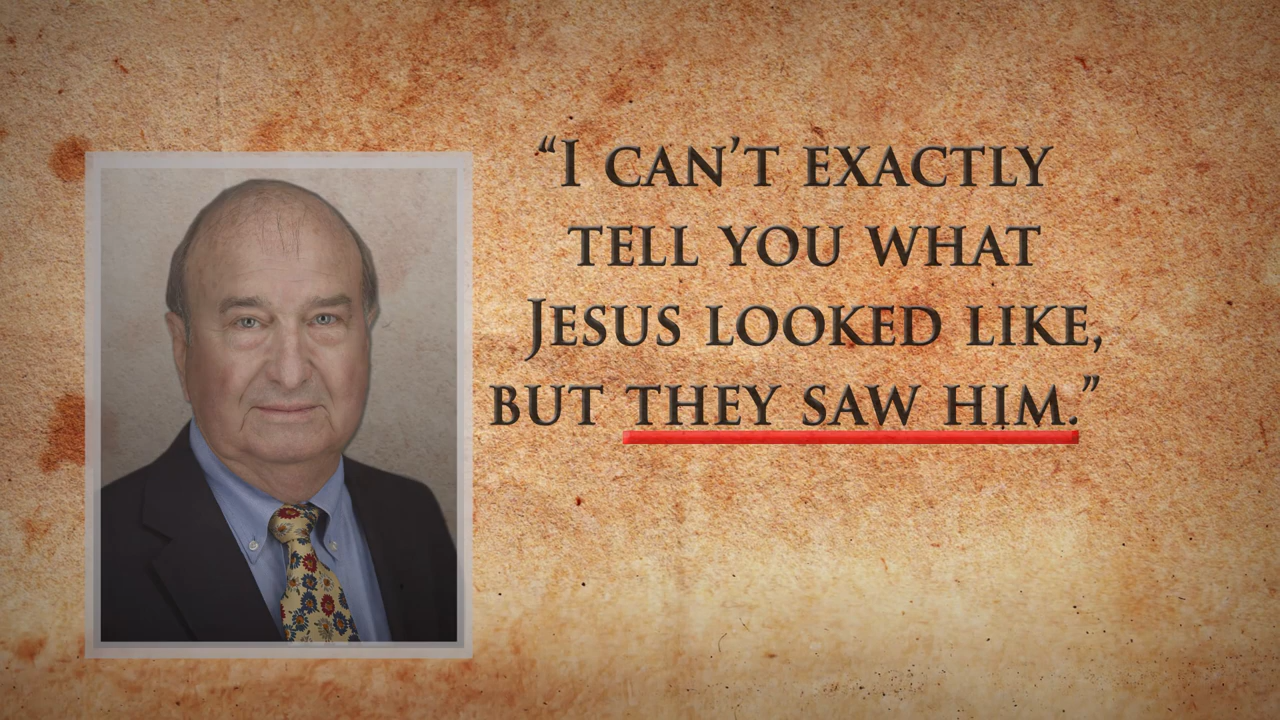 “I can’t exactly
tell you what
Jesus looked like,
but they saw him.”